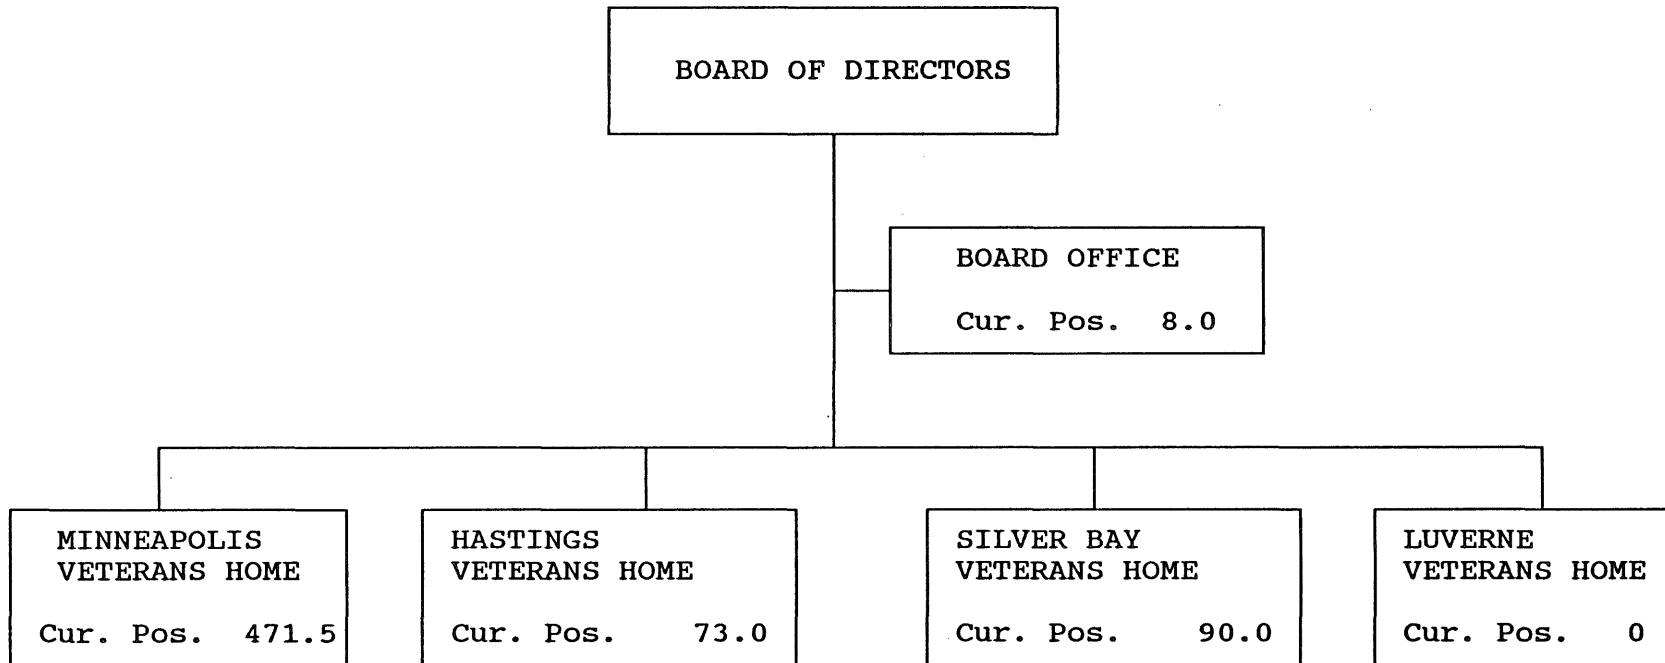 BOARD OF DIRECTORS
BOARD OFFICE
Cur. Pos. 8.0
MINNEAPOLIS
VETERANS HOME
Cur. Pos. 471.5
HASTINGS
VETERANS HOME
Cur. Pos. 73.0
SILVER BAY
VETERANS HOME
Cur. Pos. 90.0
LUVERNE
VETERANS HOME
Cur. Pos. 0